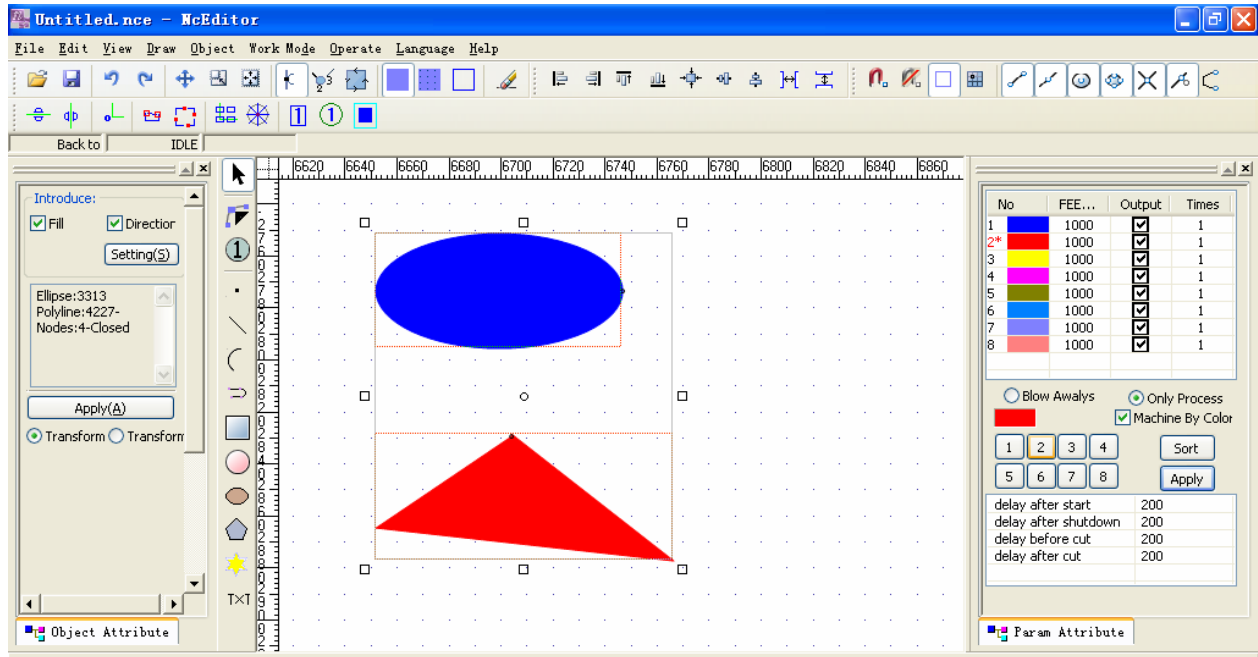 Untitled.nce - NcEditor
File Edit View Draw Object Work Mode Operate Language Help
Back to IDLE
6620 6640 6660 6680 6700 6720 6740 6760 6780 6800 6820 6840 6860
Introduce:
Fill Direction
Setting(S)
Ellipse:3313
Polyline:4227-
Nodes:4-Closed
Apply(A)
Transform Transform
Object Attribute
T×T
No FEE... Output Times
1 1000 1
2* 1000 1
3 1000 1
4 1000 1
5 1000 1
6 1000 1
7 1000 1
8 1000 1
Blow Awalys Only Process
Machine By Color
1 2 3 4 Sort
5 6 7 8 Apply
delay after start 200
delay after shutdown 200
delay before cut 200
delay after cut 200
Param Attribute